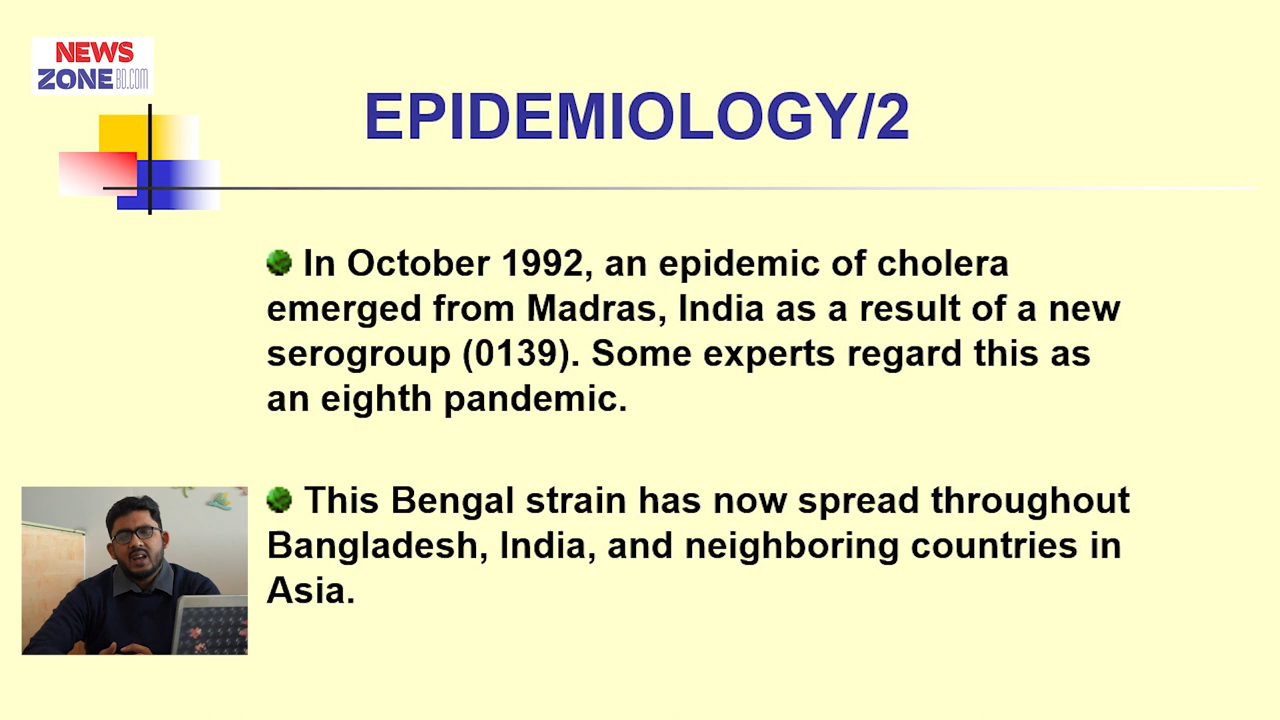 NEWS
ZONE BD.COM
EPIDEMIOLOGY/2
In October 1992, an epidemic of cholera
emerged from Madras, India as a result of a new
serogroup (0139). Some experts regard this as
an eighth pandemic.
This Bengal strain has now spread throughout
Bangladesh, India, and neighboring countries in
Asia.